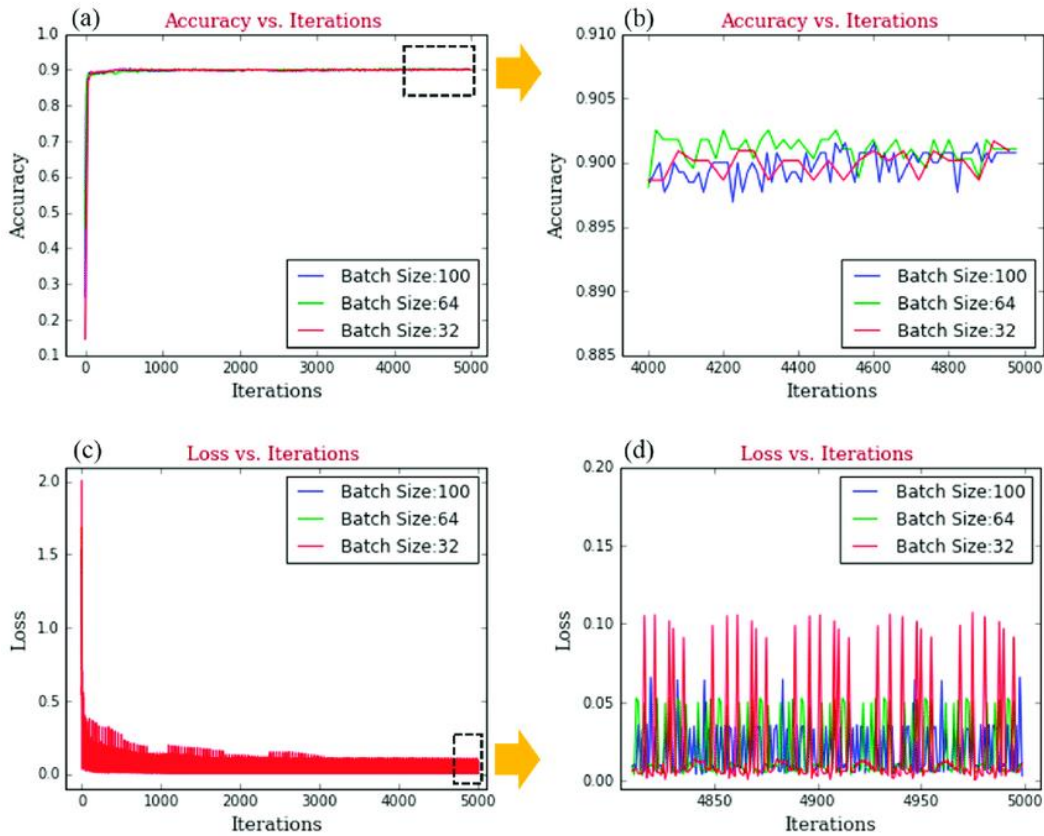 (a)
Accuracy vs. Iterations
1.0
0.9
0.8
0.7
0.6
0.5
0.4
0.3
0.2
0.1
Accuracy
Batch Size:100
Batch Size:64
Batch Size:32
0 1000 2000 3000 4000 5000
Iterations
(b)
Accuracy vs. Iterations
0.910
0.905
0.900
0.895
0.890
0.885
Accuracy
Batch Size:100
Batch Size:64
Batch Size:32
4000 4200 4400 4600 4800 5000
Iterations
(c)
Loss vs. Iterations
2.0
1.5
1.0
0.5
0.0
Loss
Batch Size:100
Batch Size:64
Batch Size:32
0 1000 2000 3000 4000 5000
Iterations
(d)
Loss vs. Iterations
0.20
0.15
0.10
0.05
0.00
Loss
Batch Size:100
Batch Size:64
Batch Size:32
4850 4900 4950 5000
Iterations